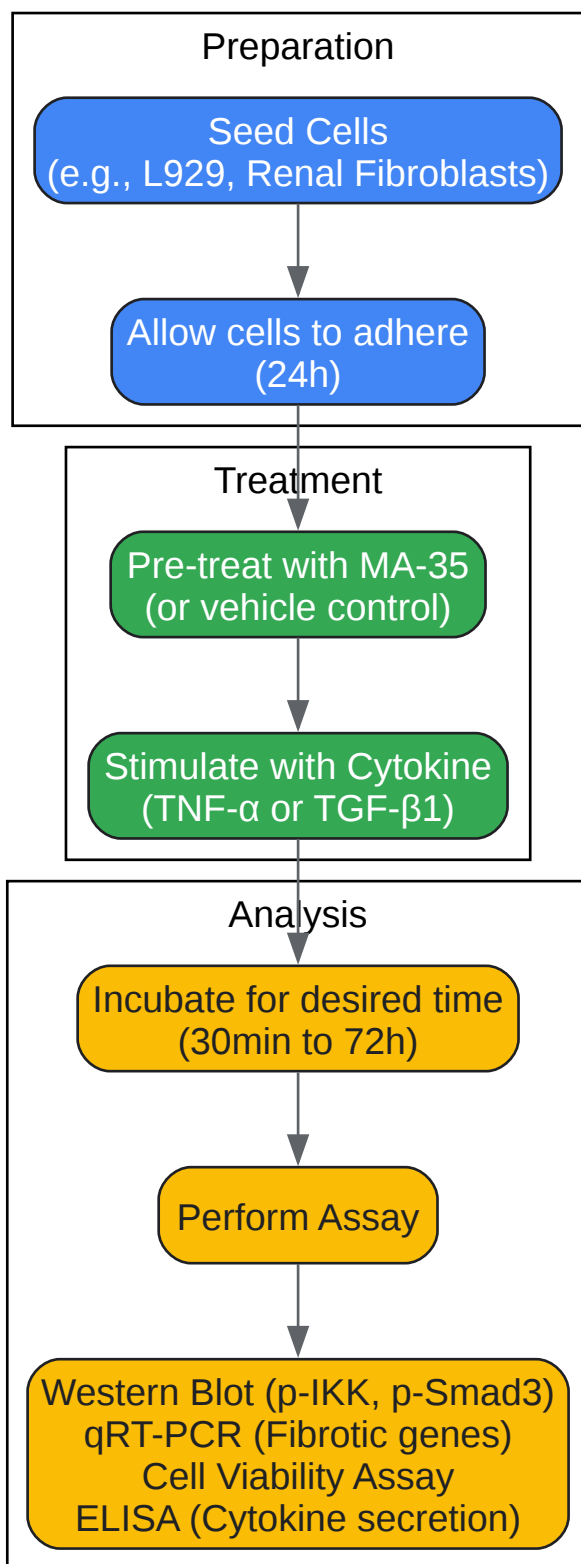 Preparation
Seed Cells
(e.g., L929, Renal Fibroblasts)
Allow cells to adhere
(24h)
Treatment
Pre-treat with MA-35
(or vehicle control)
Stimulate with Cytokine
(TNF-α or TGF-β1)
Analysis
Incubate for desired time
(30min to 72h)
Perform Assay
Western Blot (p-IKK, p-Smad3)
qRT-PCR (Fibrotic genes)
Cell Viability Assay
ELISA (Cytokine secretion)